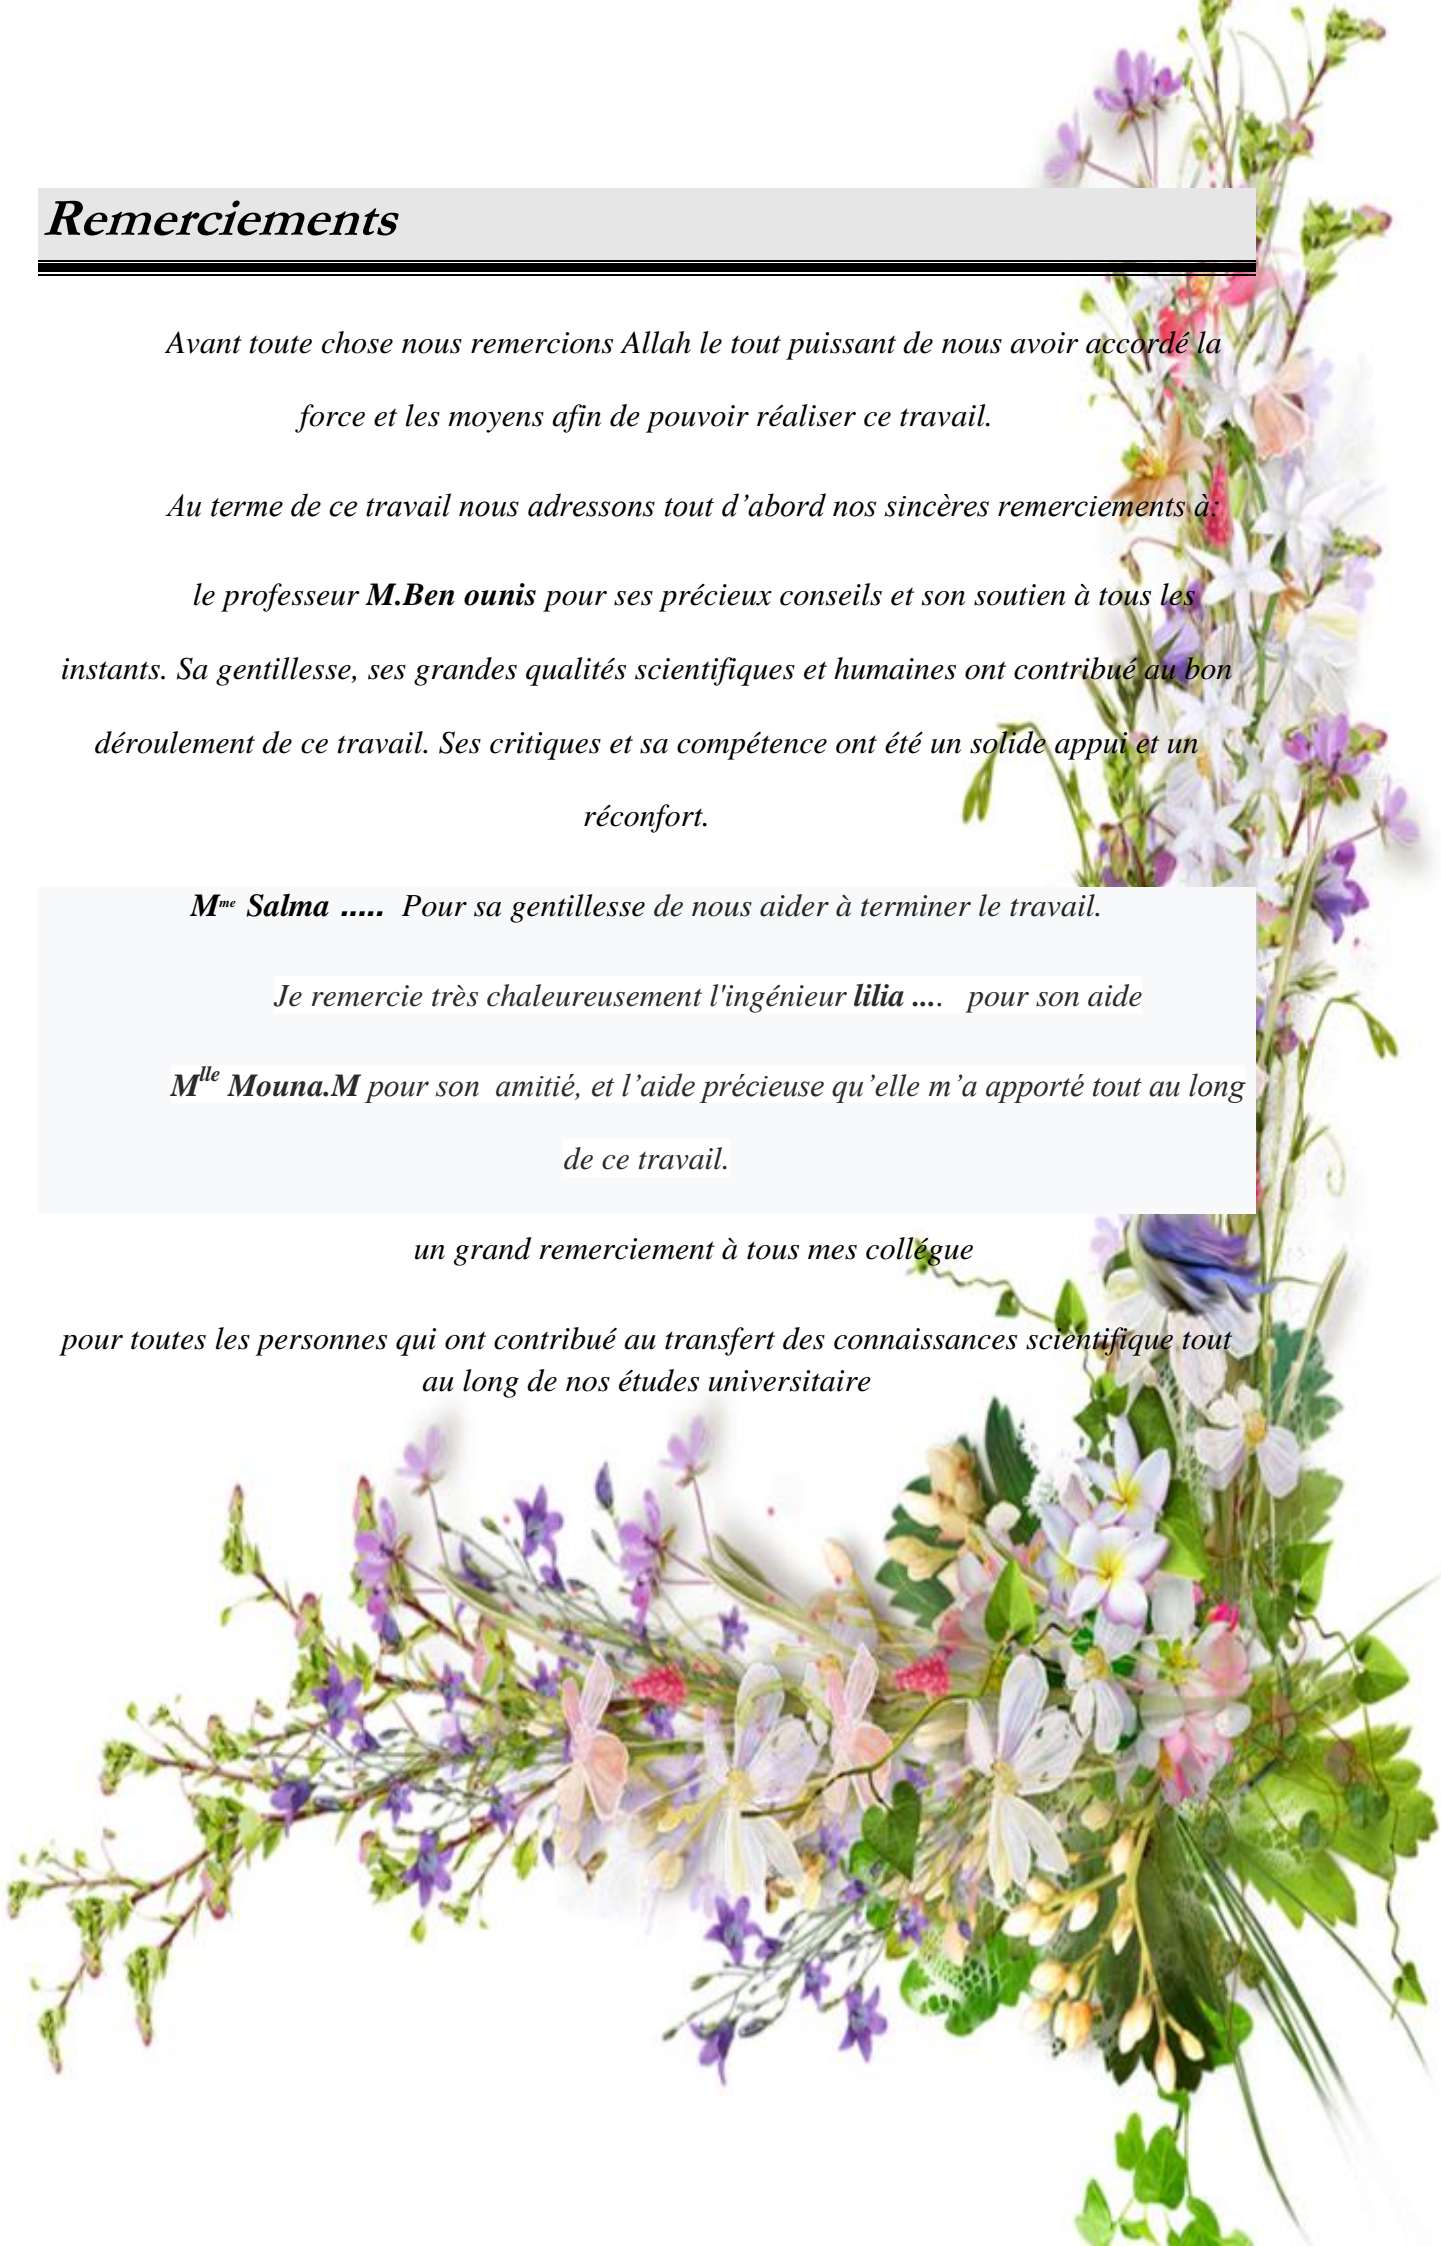 Remerciements
Avant toute chose nous remercions Allah le tout puissant de nous avoir accordé la
force et les moyens afin de pouvoir réaliser ce travail.
Au terme de ce travail nous adressons tout d’abord nos sincères remerciements à:
le professeur M.Ben ounis pour ses précieux conseils et son soutien à tous les
instants. Sa gentillesse, ses grandes qualités scientifiques et humaines ont contribué au bon
déroulement de ce travail. Ses critiques et sa compétence ont été un solide appui et un
réconfort.
Mme Salma ..... Pour sa gentillesse de nous aider à terminer le travail.
Je remercie très chaleureusement l'ingénieur lilia .... pour son aide
Mlle Mouna.M pour son amitié, et l’aide précieuse qu’elle m’a apporté tout au long
de ce travail.
un grand remerciement à tous mes collégue
pour toutes les personnes qui ont contribué au transfert des connaissances scientifique tout
au long de nos études universitaire